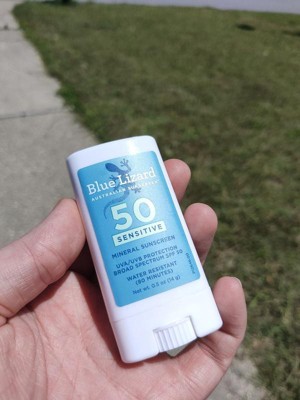 Blue Lizard
AUSTRALIAN SUNSCREEN
50
SENSITIVE
MINERAL SUNSCREEN
UVA/UVB PROTECTION
BROAD SPECTRUM SPF 50
WATER RESISTANT
(80 MINUTES)
Net wt. 0.5 oz (14 g)